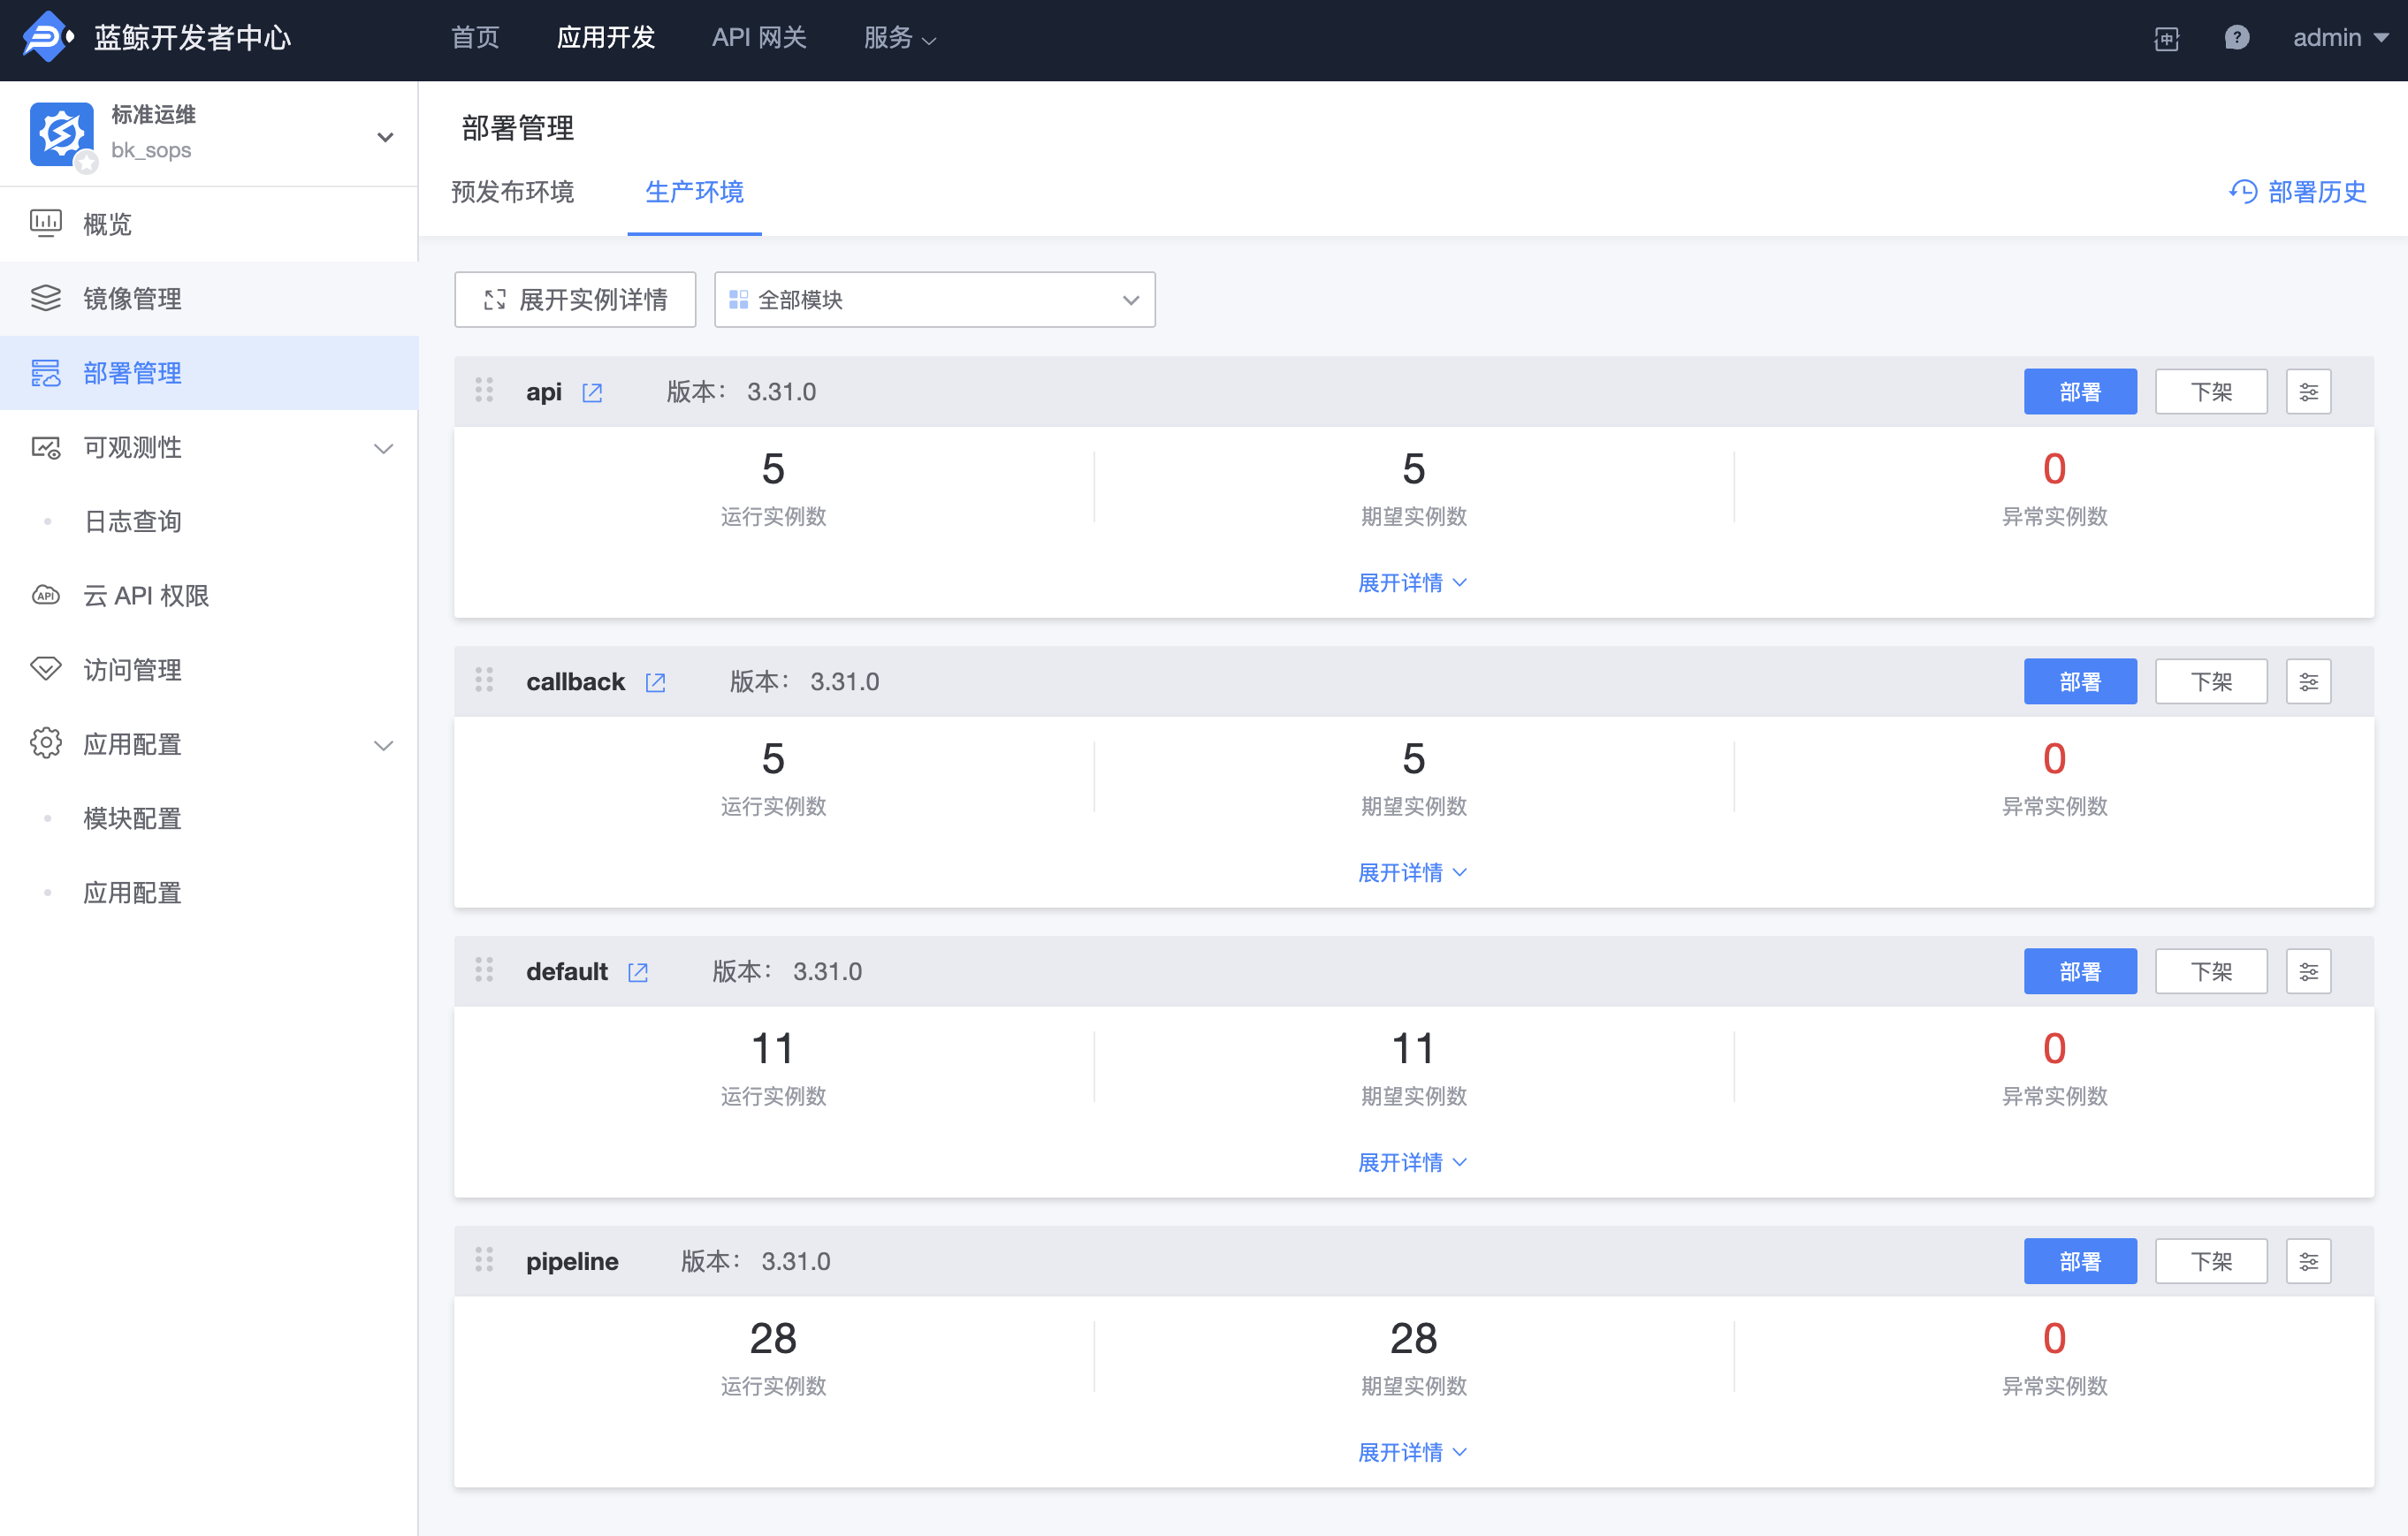 蓝鲸开发者中心
首页
应用开发
API 网关
服务
中
?
admin
标准运维
bk_sops
概览
镜像管理
部署管理
可观测性
日志查询
API
云 API 权限
访问管理
应用配置
模块配置
应用配置
部署管理
预发布环境
生产环境
部署历史
展开实例详情
全部模块
api
版本： 3.31.0
部署
下架
5
运行实例数
5
期望实例数
0
异常实例数
展开详情
callback
版本： 3.31.0
部署
下架
5
运行实例数
5
期望实例数
0
异常实例数
展开详情
default
版本： 3.31.0
部署
下架
11
运行实例数
11
期望实例数
0
异常实例数
展开详情
pipeline
版本： 3.31.0
部署
下架
28
运行实例数
28
期望实例数
0
异常实例数
展开详情